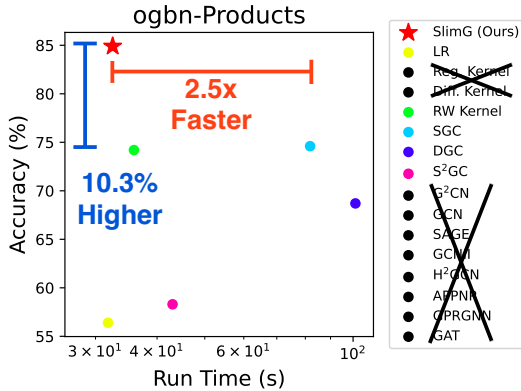 ogbn-Products
Accuracy (%)
85
80
75
70
65
60
55
2.5x
Faster
10.3%
Higher
3 × 10¹
4 × 10¹
6 × 10¹
10²
Run Time (s)
SlimG (Ours)
LR
Reg. Kernel
Diff. Kernel
RW Kernel
SGC
DGC
S²GC
G²CN
GCN
SAGE
GCNII
H²GCN
APPNP
GPRGNN
GAT